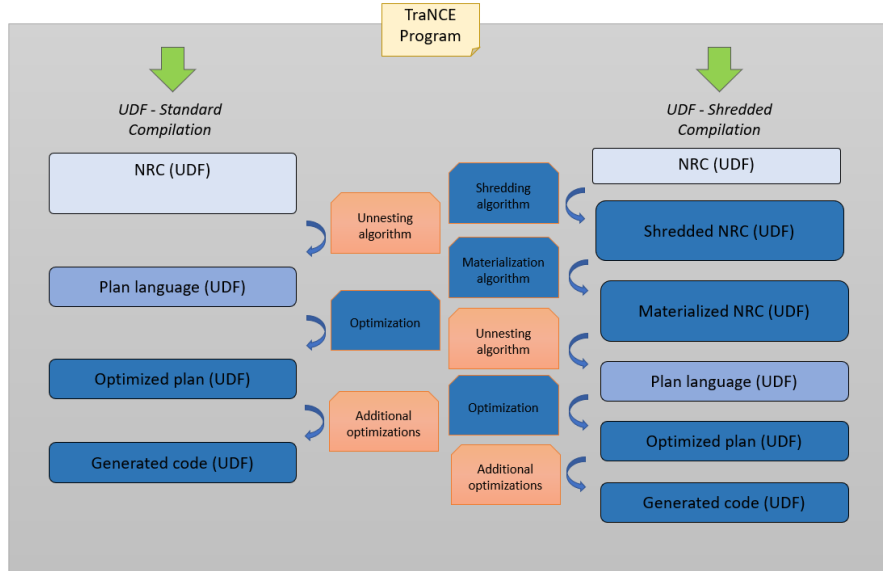 TraNCE
Program
UDF - Standard
Compilation
NRC (UDF)
Unnesting
algorithm
Plan language (UDF)
Optimization
Optimized plan (UDF)
Additional
optimizations
Generated code (UDF)
UDF - Shredded
Compilation
NRC (UDF)
Shredding
algorithm
Shredded NRC (UDF)
Materialization
algorithm
Materialized NRC (UDF)
Unnesting
algorithm
Plan language (UDF)
Optimization
Optimized plan (UDF)
Additional
optimizations
Generated code (UDF)